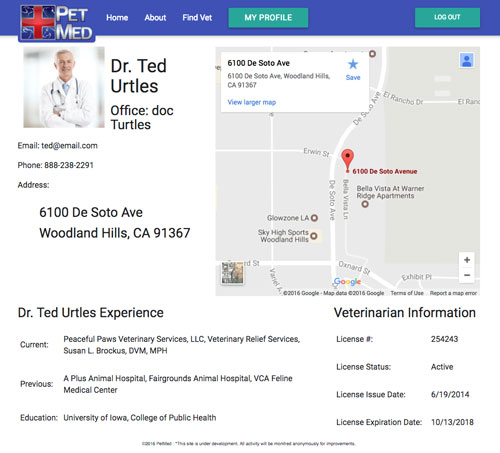 PET MED
Home About Find Vet MY PROFILE LOG OUT
Dr. Ted
Urtles
Office: doc
Turtles
Email: ted@email.com
Phone: 888-238-2291
Address:
6100 De Soto Ave
Woodland Hills, CA 91367
6100 De Soto Ave
6100 De Soto Ave, Woodland Hills,
CA 91367
Save
View larger map
De Soto Ave
El Rancho Dr
El
Erwin St
6100 De Soto Avenue
De Soto Ave
Bella Vista Ln
Bella Vista At Warner
Ridge Apartments
Glowzone LA
Sky High Sports
Woodland Hills
Oxnard St
Variel A
Exhibit Pl
Google
©2016 Google · Map data ©2016 Google Terms of Use Report a map error
Dr. Ted Urtles Experience
Current: Peaceful Paws Veterinary Services, LLC, Veterinary Relief Services,
Susan L. Brockus, DVM, MPH
Previous: A Plus Animal Hospital, Fairgrounds Animal Hospital, VCA Feline
Medical Center
Education: University of Iowa, College of Public Health
Veterinarian Information
License #: 254243
License Status: Active
License Issue Date: 6/19/2014
License Expiration Date: 10/13/2018
©2016 PetMed · *This site is under development. All activity will be monitred anonymously for improvements.